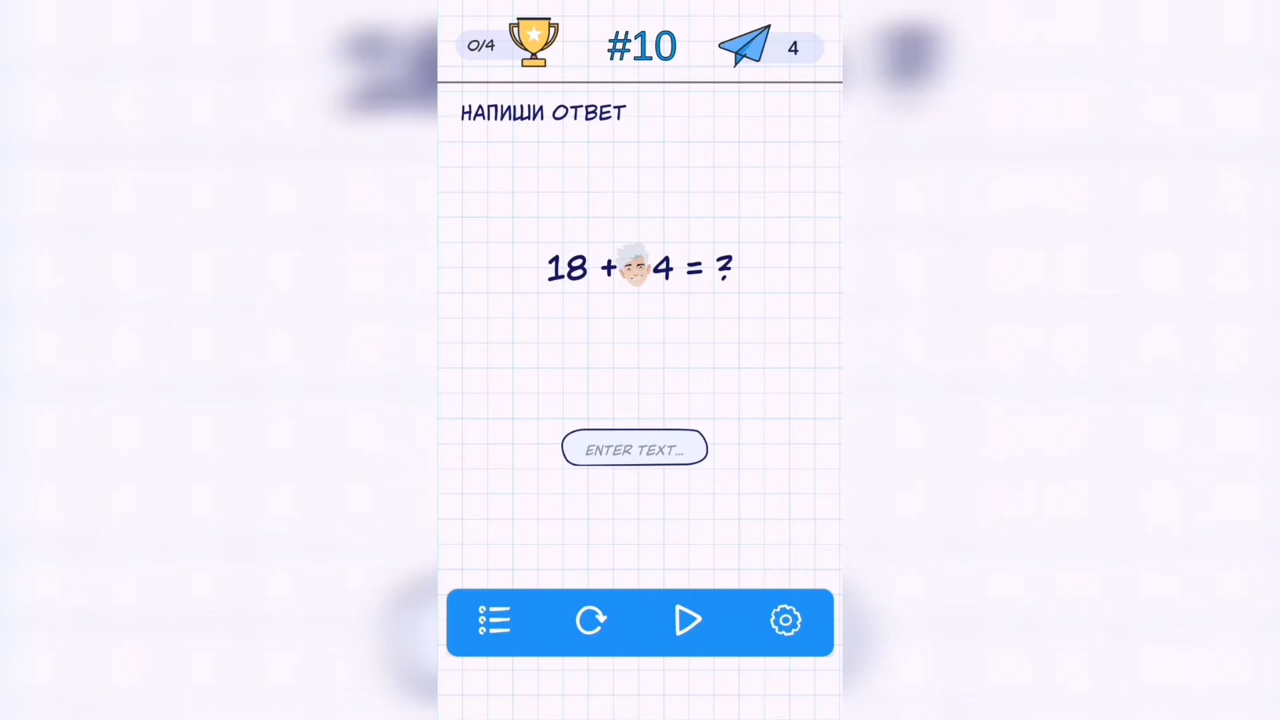 0/4 #10 4
НАПИШИ ОТВЕТ
18 + 4 = ?
ENTER TEXT...